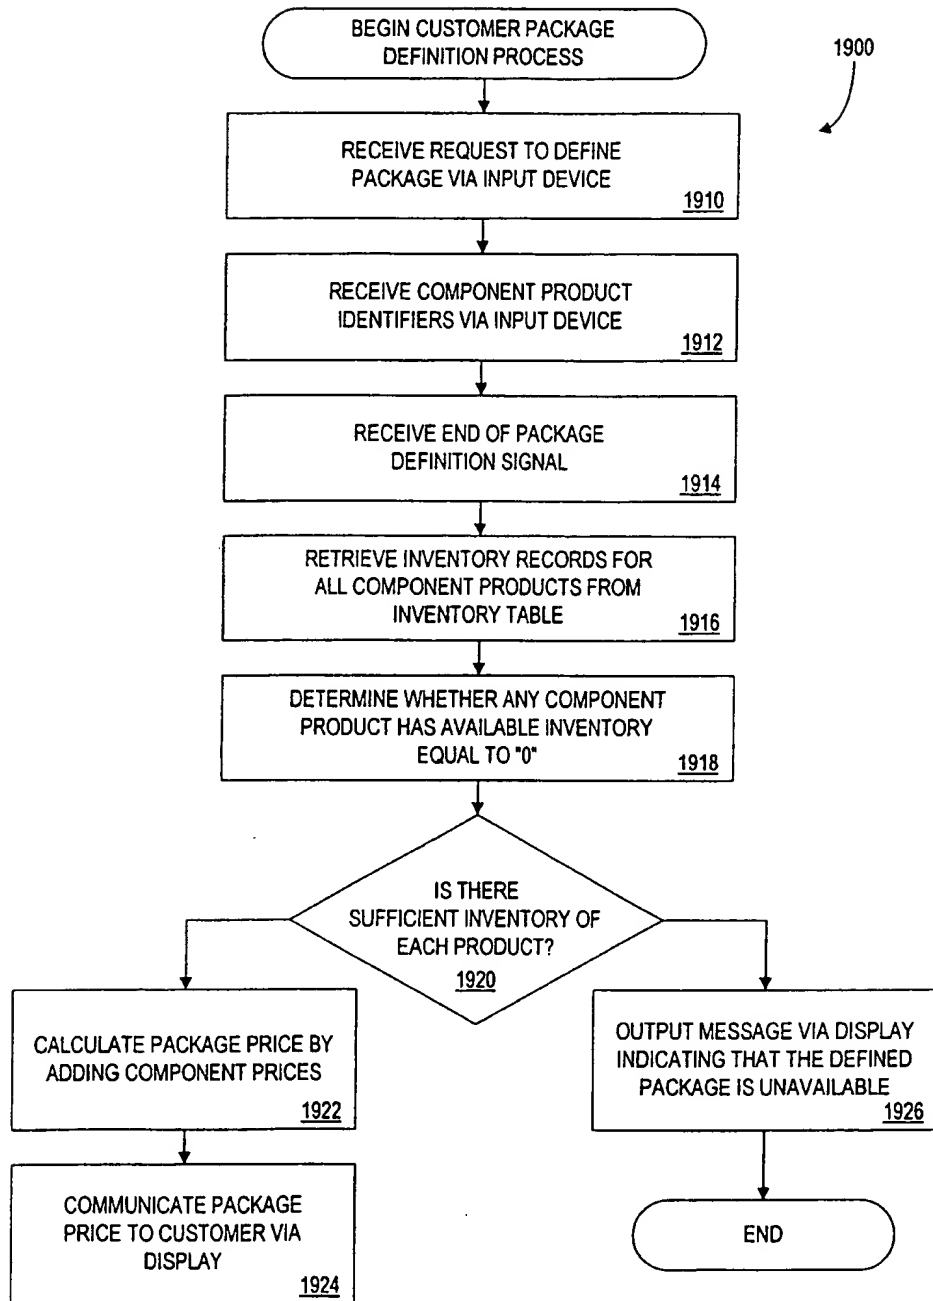 BEGIN CUSTOMER PACKAGE
DEFINITION PROCESS
1900
RECEIVE REQUEST TO DEFINE
PACKAGE VIA INPUT DEVICE
1910
RECEIVE COMPONENT PRODUCT
IDENTIFIERS VIA INPUT DEVICE
1912
RECEIVE END OF PACKAGE
DEFINITION SIGNAL
1914
RETRIEVE INVENTORY RECORDS FOR
ALL COMPONENT PRODUCTS FROM
INVENTORY TABLE
1916
DETERMINE WHETHER ANY COMPONENT
PRODUCT HAS AVAILABLE INVENTORY
EQUAL TO "0"
1918
IS THERE
SUFFICIENT INVENTORY OF
EACH PRODUCT?
1920
CALCULATE PACKAGE PRICE BY
ADDING COMPONENT PRICES
1922
COMMUNICATE PACKAGE
PRICE TO CUSTOMER VIA
DISPLAY
1924
OUTPUT MESSAGE VIA DISPLAY
INDICATING THAT THE DEFINED
PACKAGE IS UNAVAILABLE
1926
END